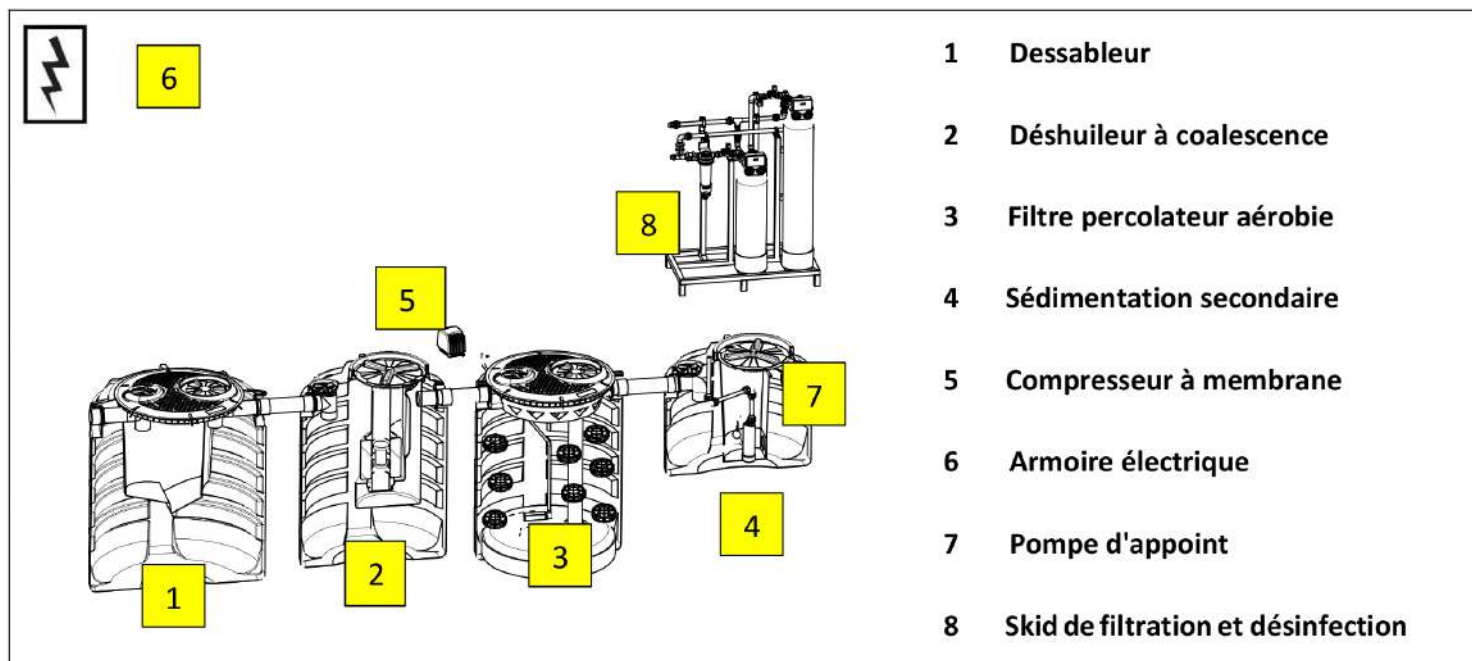 6
8
5
7
4
3
2
1
1 Dessableur
2 Déshuileur à coalescence
3 Filtre percolateur aérobie
4 Sédimentation secondaire
5 Compresseur à membrane
6 Armoire électrique
7 Pompe d'appoint
8 Skid de filtration et désinfection